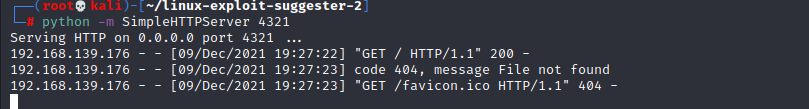 (root💀kali)-[~/linux-exploit-suggester-2]
# python -m SimpleHTTPServer 4321
Serving HTTP on 0.0.0.0 port 4321 ...
192.168.139.176 - - [09/Dec/2021 19:27:22] "GET / HTTP/1.1" 200 -
192.168.139.176 - - [09/Dec/2021 19:27:23] code 404, message File not found
192.168.139.176 - - [09/Dec/2021 19:27:23] "GET /favicon.ico HTTP/1.1" 404 -